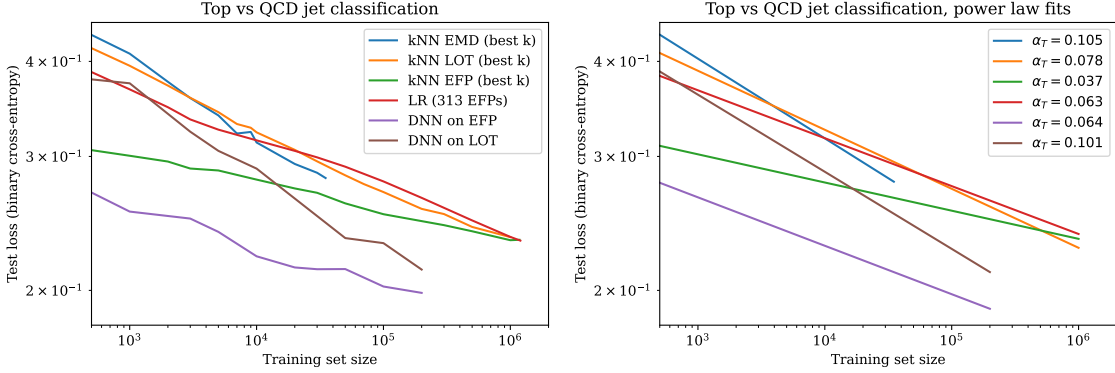 Top vs QCD jet classification
Test loss (binary cross-entropy)
4 × 10⁻¹
3 × 10⁻¹
2 × 10⁻¹
kNN EMD (best k)
kNN LOT (best k)
kNN EFP (best k)
LR (313 EFPs)
DNN on EFP
DNN on LOT
10³ 10⁴ 10⁵ 10⁶
Training set size
Top vs QCD jet classification, power law fits
Test loss (binary cross-entropy)
4 × 10⁻¹
3 × 10⁻¹
2 × 10⁻¹
α_T = 0.105
α_T = 0.078
α_T = 0.037
α_T = 0.063
α_T = 0.064
α_T = 0.101
10³ 10⁴ 10⁵ 10⁶
Training set size